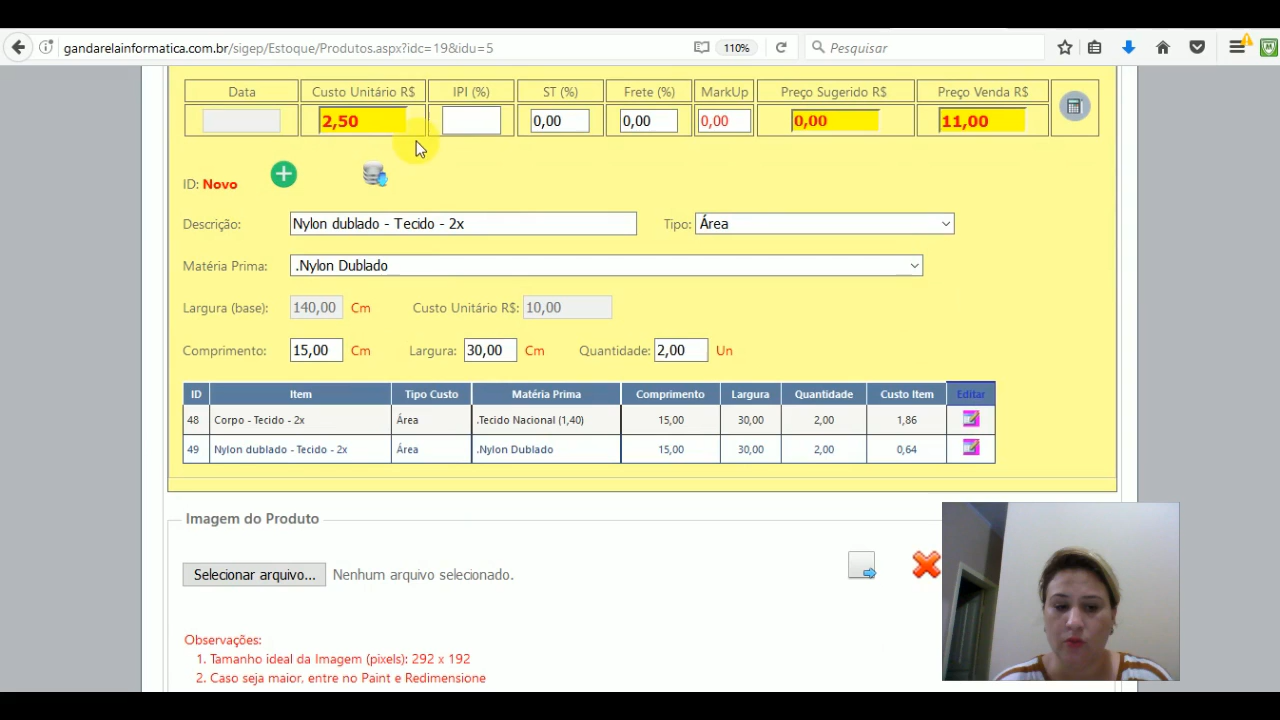 gandarelainformatica.com.br/sigep/Estoque/Produtos.aspx?idc=19&idu=5 110% Pesquisar
Data Custo Unitário R$ IPI (%) ST (%) Frete (%) MarkUp Preço Sugerido R$ Preço Venda R$
2,50 0,00 0,00 0,00 0,00 11,00
ID: Novo
Descrição: Nylon dublado - Tecido - 2x Tipo: Área
Matéria Prima: .Nylon Dublado
Largura (base): 140,00 Cm Custo Unitário R$: 10,00
Comprimento: 15,00 Cm Largura: 30,00 Cm Quantidade: 2,00 Un
ID Item Tipo Custo Matéria Prima Comprimento Largura Quantidade Custo Item Editar
48 Corpo - Tecido - 2x Área .Tecido Nacional (1,40) 15,00 30,00 2,00 1,86
49 Nylon dublado - Tecido - 2x Área .Nylon Dublado 15,00 30,00 2,00 0,64
Imagem do Produto
Selecionar arquivo... Nenhum arquivo selecionado.
Observações:
1. Tamanho ideal da Imagem (pixels): 292 x 192
2. Caso seja maior, entre no Paint e Redimensione